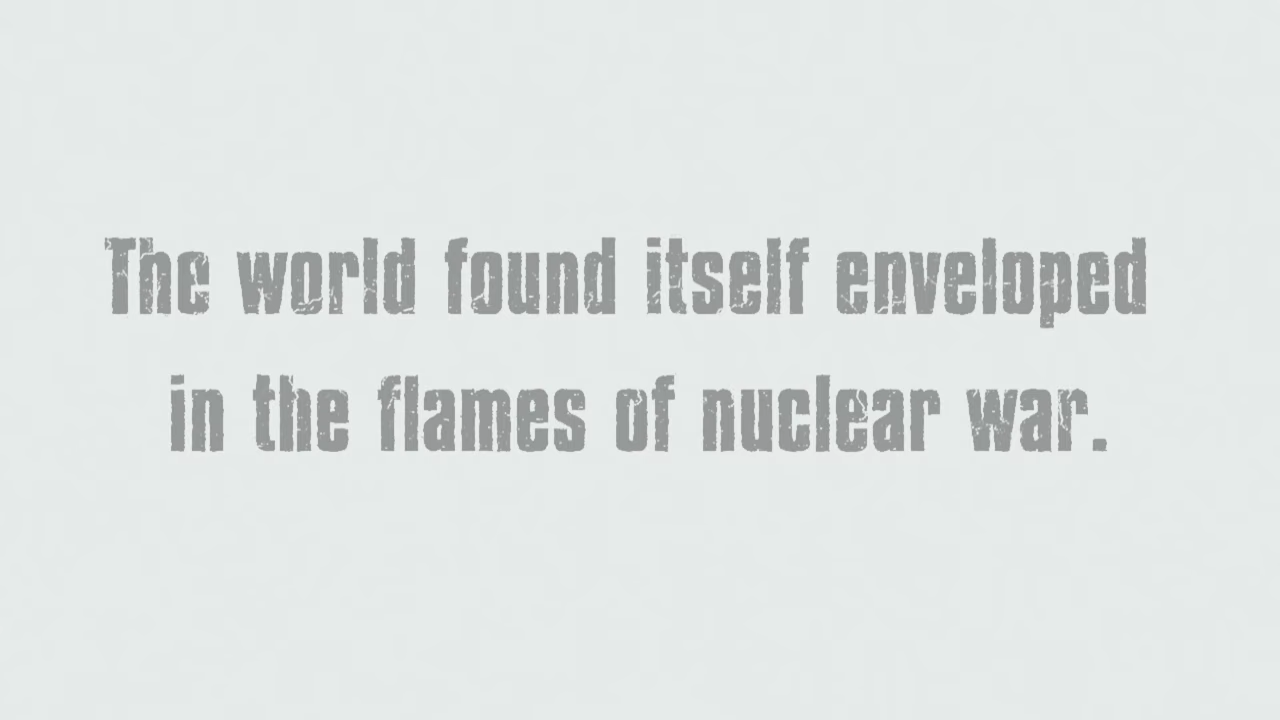 The world found itself enveloped
in the flames of nuclear war.